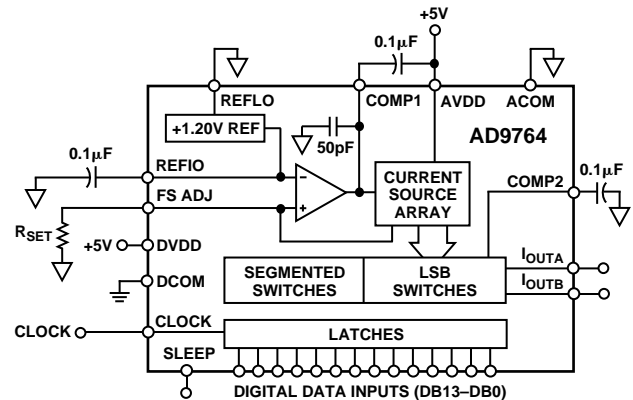 +5V
0.1µF
REFLO
COMP1
AVDD
ACOM
+1.20V REF
50pF
AD9764
0.1µF
REFIO
–
+
CURRENT
SOURCE
ARRAY
COMP2
0.1µF
FS ADJ
RSET
+5V
DVDD
DCOM
SEGMENTED
SWITCHES
LSB
SWITCHES
IOUTA
IOUTB
CLOCK
CLOCK
LATCHES
SLEEP
DIGITAL DATA INPUTS (DB13–DB0)